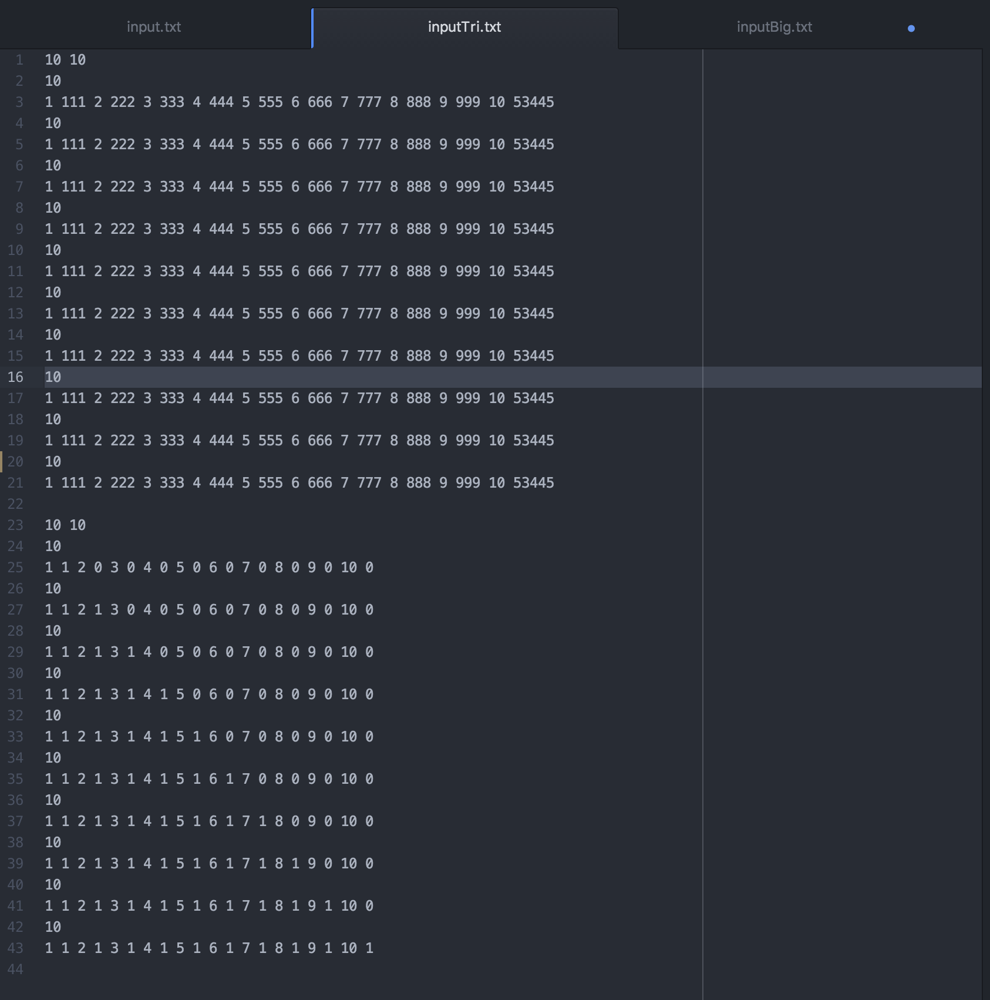 input.txt inputTri.txt inputBig.txt
1 10 10
2 10
3 1 111 2 222 3 333 4 444 5 555 6 666 7 777 8 888 9 999 10 53445
4 10
5 1 111 2 222 3 333 4 444 5 555 6 666 7 777 8 888 9 999 10 53445
6 10
7 1 111 2 222 3 333 4 444 5 555 6 666 7 777 8 888 9 999 10 53445
8 10
9 1 111 2 222 3 333 4 444 5 555 6 666 7 777 8 888 9 999 10 53445
10 10
11 1 111 2 222 3 333 4 444 5 555 6 666 7 777 8 888 9 999 10 53445
12 10
13 1 111 2 222 3 333 4 444 5 555 6 666 7 777 8 888 9 999 10 53445
14 10
15 1 111 2 222 3 333 4 444 5 555 6 666 7 777 8 888 9 999 10 53445
16 10
17 1 111 2 222 3 333 4 444 5 555 6 666 7 777 8 888 9 999 10 53445
18 10
19 1 111 2 222 3 333 4 444 5 555 6 666 7 777 8 888 9 999 10 53445
20 10
21 1 111 2 222 3 333 4 444 5 555 6 666 7 777 8 888 9 999 10 53445
22
23 10 10
24 10
25 1 1 2 0 3 0 4 0 5 0 6 0 7 0 8 0 9 0 10 0
26 10
27 1 1 2 1 3 0 4 0 5 0 6 0 7 0 8 0 9 0 10 0
28 10
29 1 1 2 1 3 1 4 0 5 0 6 0 7 0 8 0 9 0 10 0
30 10
31 1 1 2 1 3 1 4 1 5 0 6 0 7 0 8 0 9 0 10 0
32 10
33 1 1 2 1 3 1 4 1 5 1 6 0 7 0 8 0 9 0 10 0
34 10
35 1 1 2 1 3 1 4 1 5 1 6 1 7 0 8 0 9 0 10 0
36 10
37 1 1 2 1 3 1 4 1 5 1 6 1 7 1 8 0 9 0 10 0
38 10
39 1 1 2 1 3 1 4 1 5 1 6 1 7 1 8 1 9 0 10 0
40 10
41 1 1 2 1 3 1 4 1 5 1 6 1 7 1 8 1 9 1 10 0
42 10
43 1 1 2 1 3 1 4 1 5 1 6 1 7 1 8 1 9 1 10 1
44